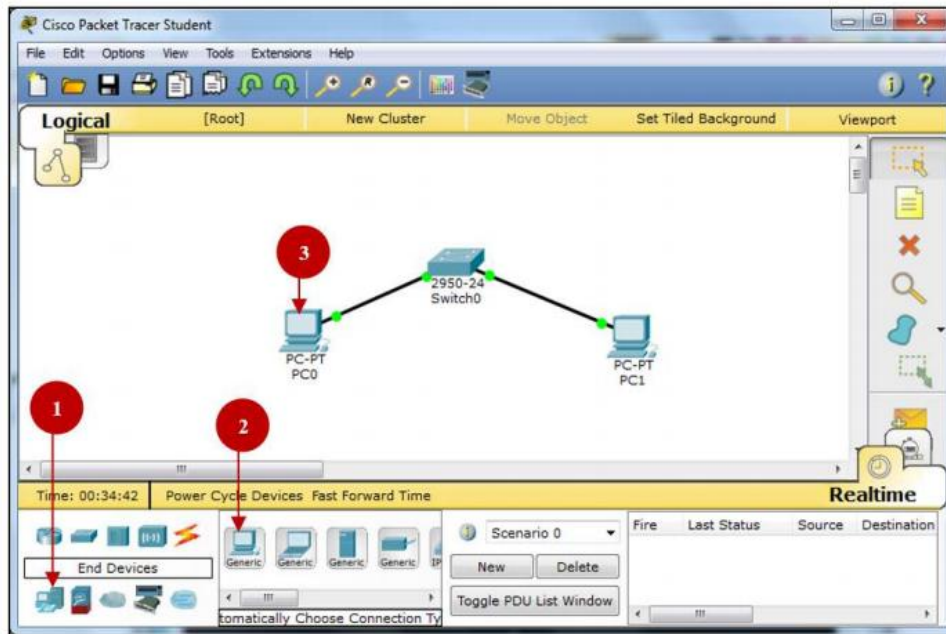 Cisco Packet Tracer Student
File Edit Options View Tools Extensions Help
Logical [Root] New Cluster Move Object Set Tiled Background Viewport
3
2950-24
Switch0
PC-PT
PC0
PC-PT
PC1
1
2
Time: 00:34:42 Power Cycle Devices Fast Forward Time Realtime
End Devices
Generic Generic Generic Generic IP
tomatically Choose Connection Ty
Scenario 0
New Delete
Toggle PDU List Window
Fire Last Status Source Destination